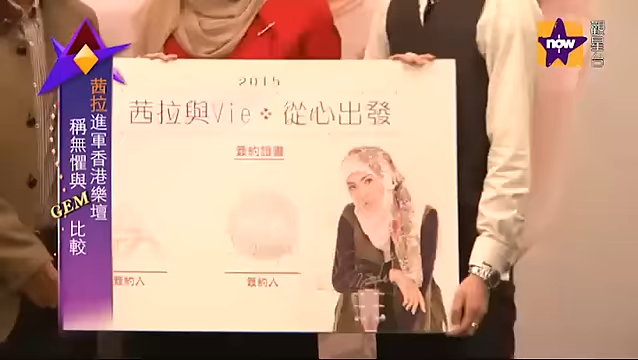 now
觀星台
茜拉進軍香港樂壇
稱無懼與GEM比較
2015
茜拉與Vie❖從心出發
簽約證書
簽約人
簽約人